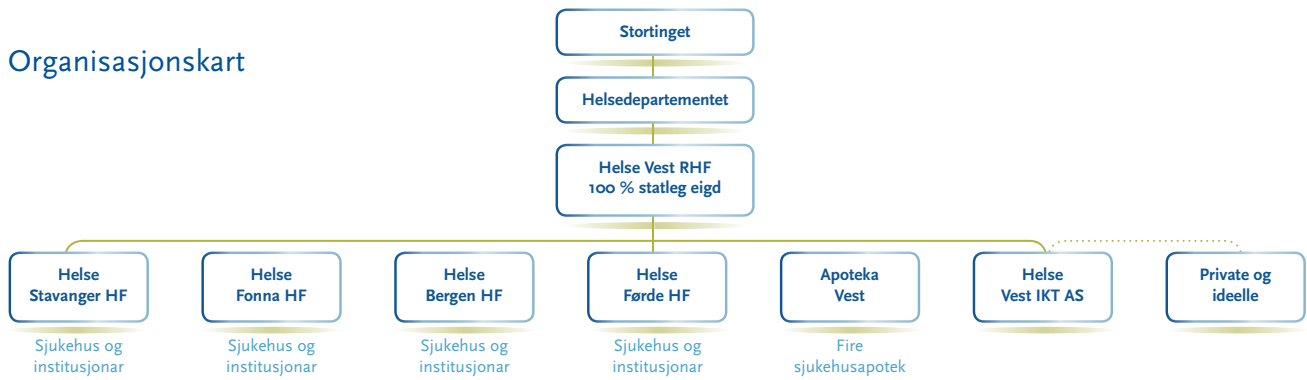 Organisasjonskart
Stortinget
Helsedepartementet
Helse Vest RHF
100 % statleg eigd
Helse
Stavanger HF
Sjukehus og
institusjonar
Helse
Fonna HF
Sjukehus og
institusjonar
Helse
Bergen HF
Sjukehus og
institusjonar
Helse
Førde HF
Sjukehus og
institusjonar
Apoteka
Vest
Fire
sjukehusapotek
Helse
Vest IKT AS
Private og
ideelle